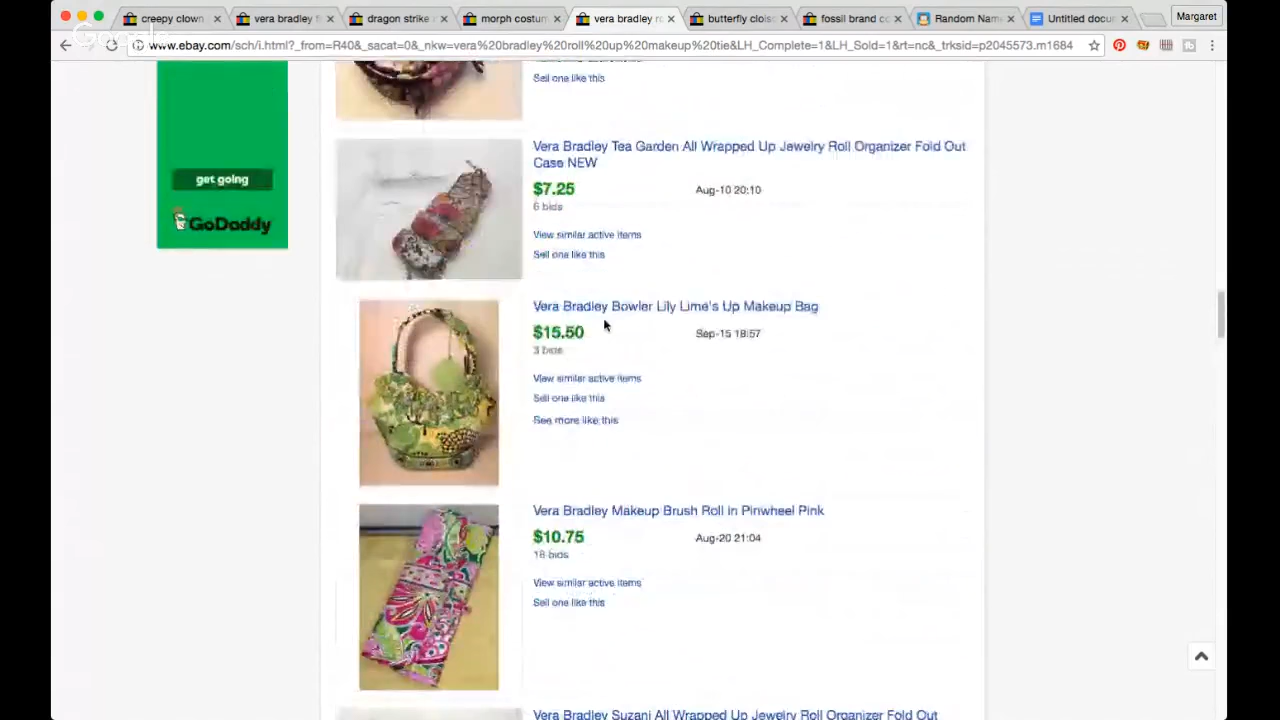 creepy clown
vera bradley f
dragon strike
morph costum
vera bradley ro
butterfly clois
fossil brand co
Random Nam
Untitled docu
Margaret
www.ebay.com/sch/i.html?_from=R40&_sacat=0&_nkw=vera%20bradley%20roll%20up%20makeup%20tie&LH_Complete=1&LH_Sold=1&rt=nc&_trksid=p2045573.m1684
Google
Sell one like this
Vera Bradley Tea Garden All Wrapped Up Jewelry Roll Organizer Fold Out
Case NEW
$7.25 Aug-10 20:10
6 bids
View similar active items
Sell one like this
get going
GoDaddy
Vera Bradley Bowler Lily Lime's Up Makeup Bag
$15.50 Sep-15 18:57
3 bids
View similar active items
Sell one like this
See more like this
Vera Bradley Makeup Brush Roll in Pinwheel Pink
$10.75 Aug-20 21:04
18 bids
View similar active items
Sell one like this
Vera Bradley Suzani All Wrapped Up Jewelry Roll Organizer Fold Out